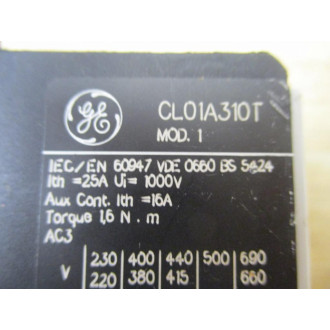 GE
CL01A310T
MOD. 1
IEC/EN 60947 VDE 0660 BS 5424
Ith =25A Ui= 1000V
Aux Cont. Ith =16A
Torque 1,6 N . m
AC3
V 230 400 440 500 690
220 380 415 660